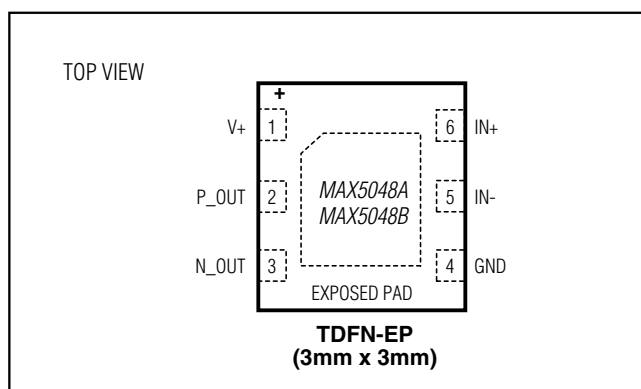 TOP VIEW
+
V+ 1 6 IN+
P_OUT 2 MAX5048A 5 IN-
MAX5048B
N_OUT 3 4 GND
EXPOSED PAD
TDFN-EP
(3mm x 3mm)